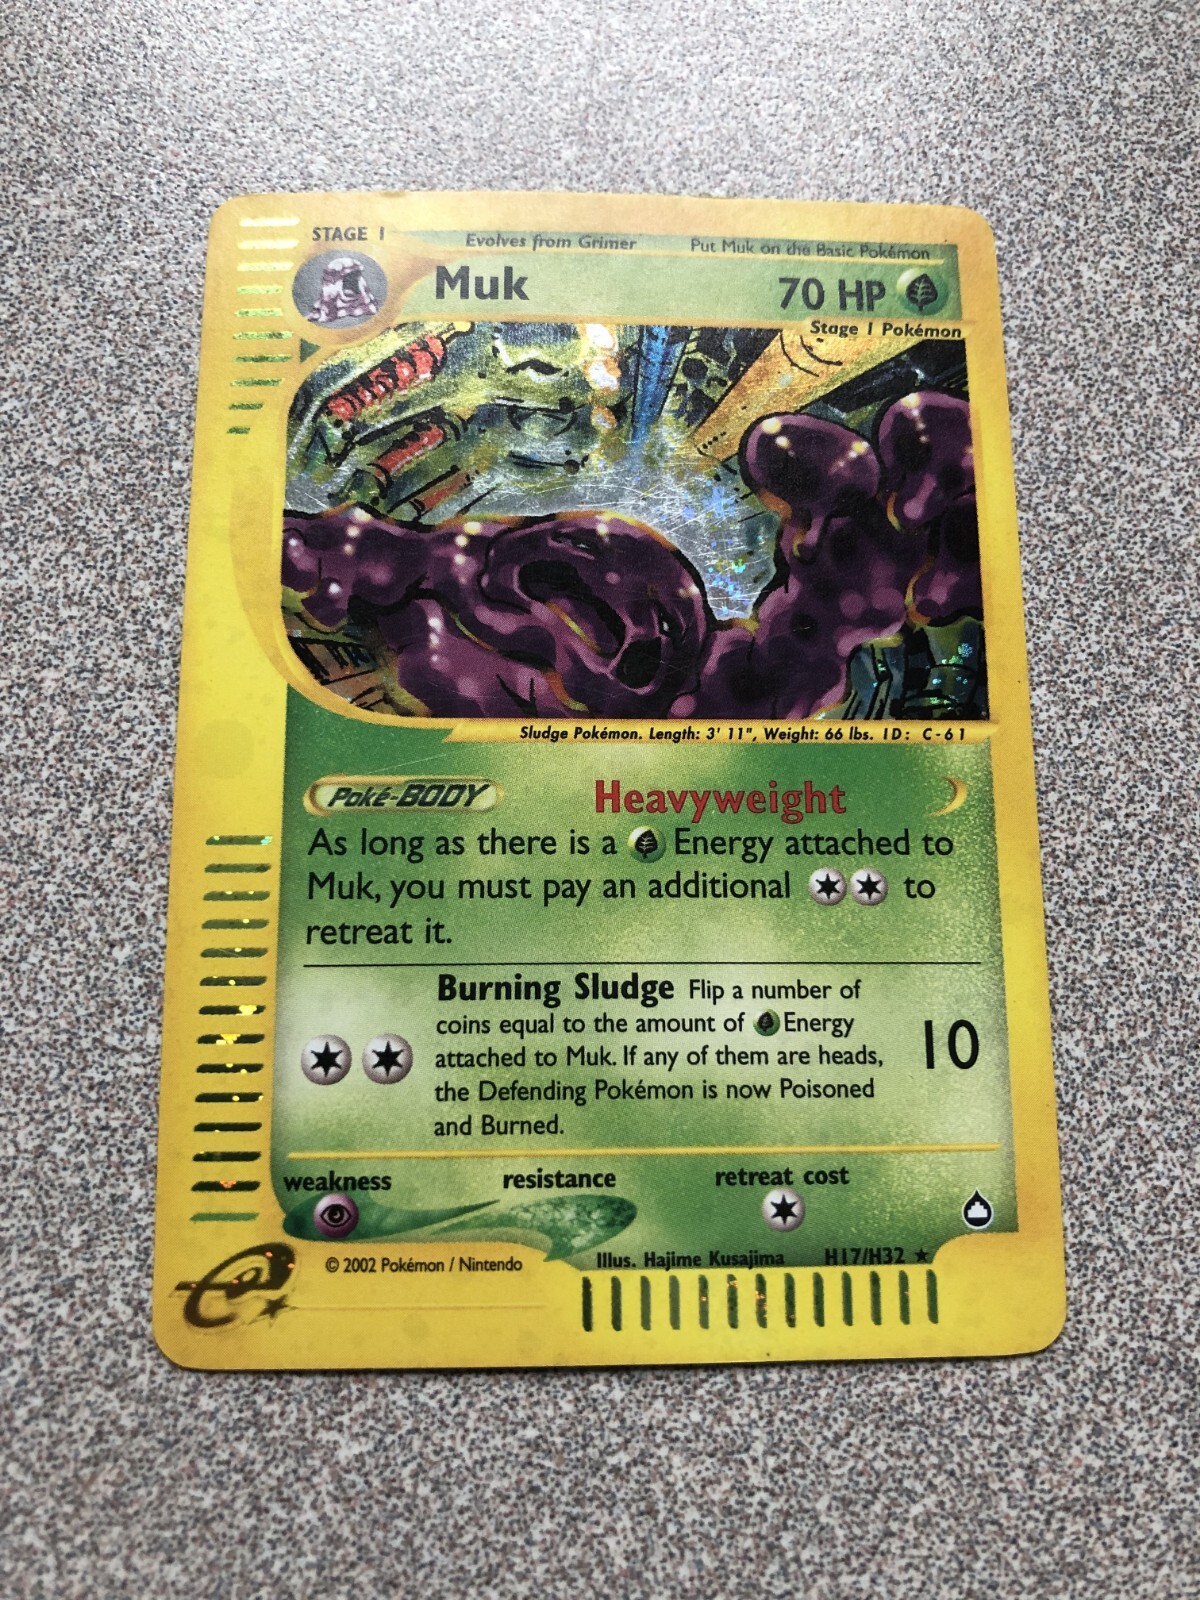 STAGE 1
Evolves from Grimer
Put Muk on the Basic Pokémon
Muk
70 HP
Stage 1 Pokémon
Sludge Pokémon. Length: 3' 11", Weight: 66 lbs. ID: C-61
Poké-BODY
Heavyweight
As long as there is a Energy attached to
Muk, you must pay an additional to
retreat it.
Burning Sludge Flip a number of
coins equal to the amount of Energy
attached to Muk. If any of them are heads,
the Defending Pokémon is now Poisoned
and Burned.
10
weakness
resistance
retreat cost
e
© 2002 Pokémon / Nintendo
Illus. Hajime Kusajima
H17/H32 ★